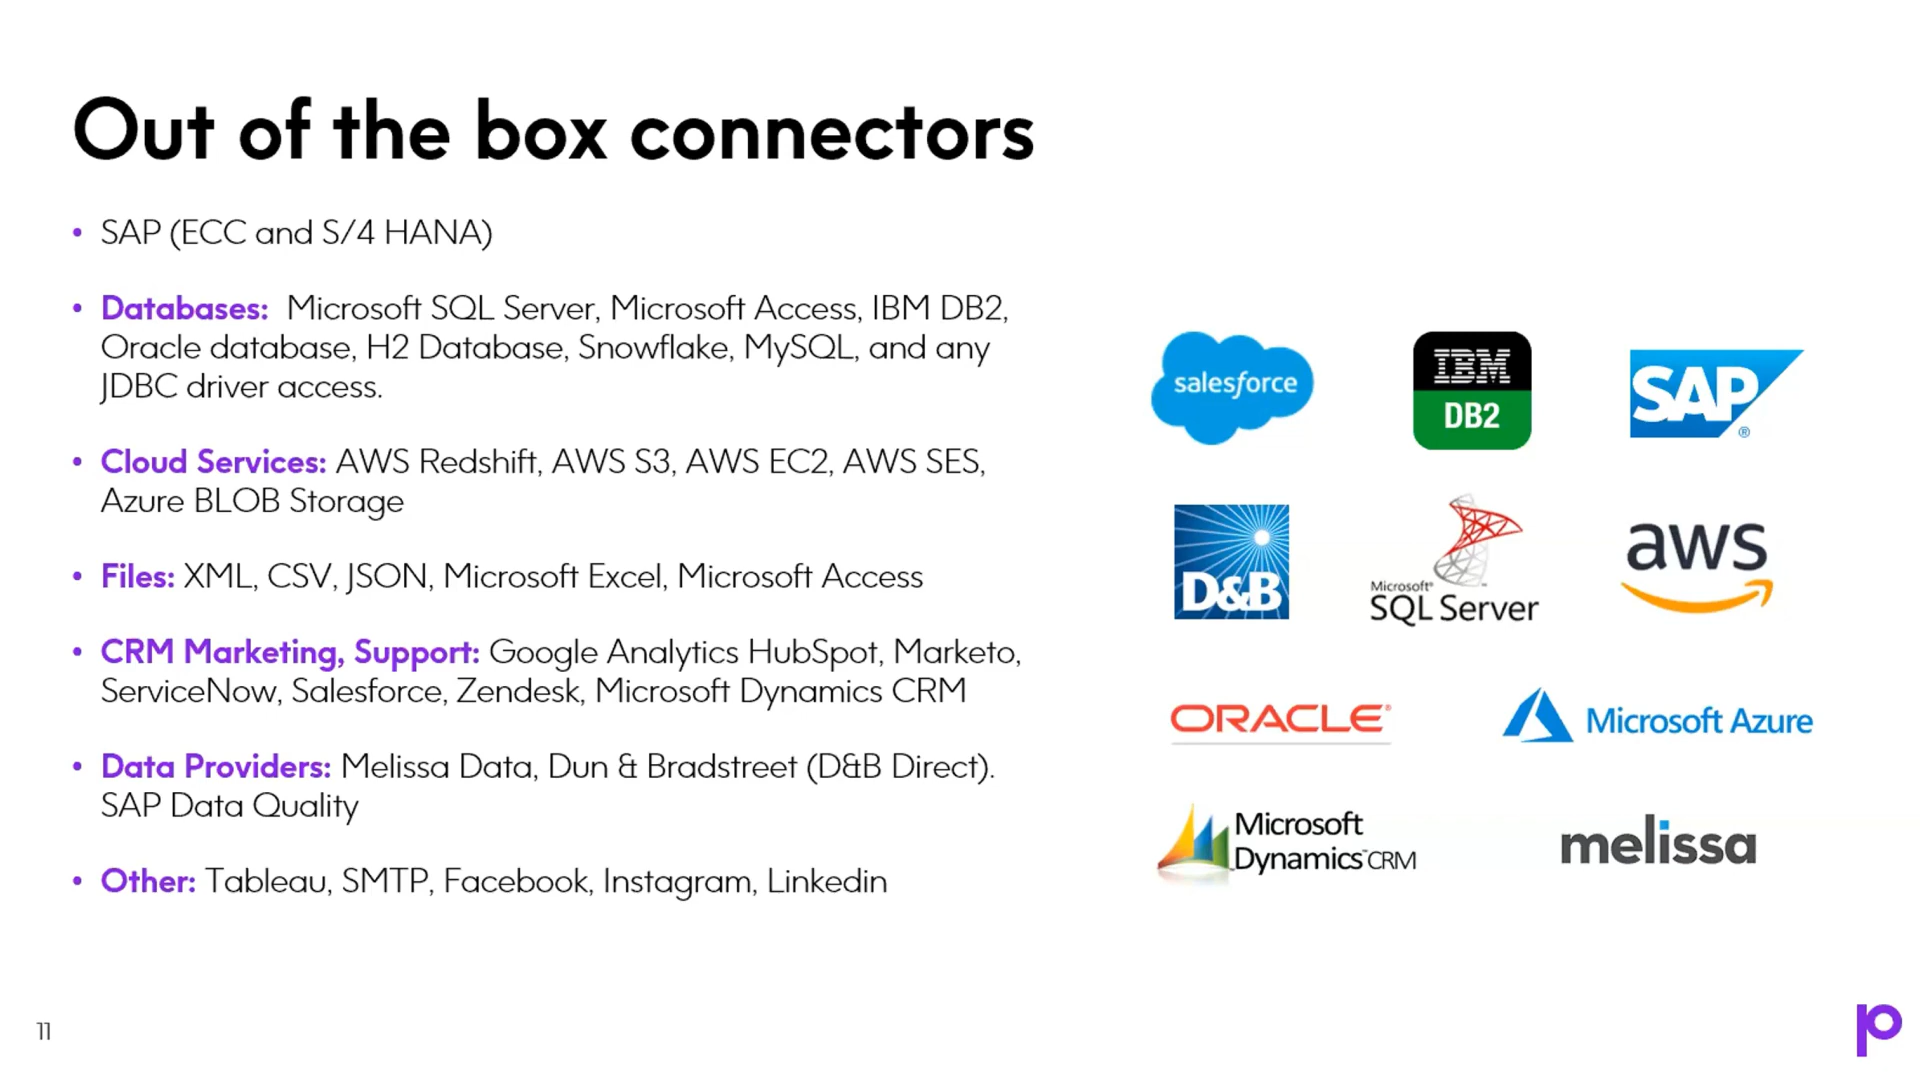 Out of the box connectors
• SAP (ECC and S/4 HANA)
• Databases:  Microsoft SQL Server, Microsoft Access, IBM DB2,
Oracle database, H2 Database, Snowflake, MySQL, and any
JDBC driver access.
• Cloud Services: AWS Redshift, AWS S3, AWS EC2, AWS SES,
Azure BLOB Storage
• Files: XML, CSV, JSON, Microsoft Excel, Microsoft Access
• CRM Marketing, Support: Google Analytics HubSpot, Marketo,
ServiceNow, Salesforce, Zendesk, Microsoft Dynamics CRM
• Data Providers: Melissa Data, Dun & Bradstreet (D&B Direct).
SAP Data Quality
• Other: Tableau, SMTP, Facebook, Instagram, Linkedin
salesforce
IBM
DB2
SAP®
D&B
Microsoft®
SQL Server
aws
ORACLE®
Microsoft Azure
Microsoft
Dynamics™CRM
melissa
11
p